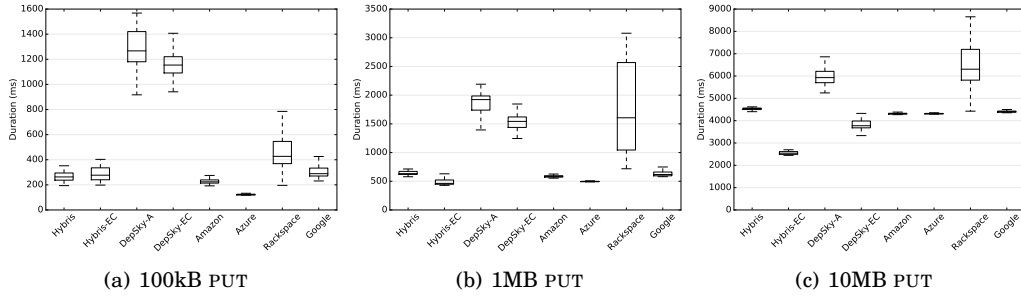 1600
1400
1200
1000
800
600
400
200
0
Duration (ms)
Hybris
Hybris-EC
DepSky-A
DepSky-EC
Amazon
Azure
Rackspace
Google
(a) 100kB PUT
3500
3000
2500
2000
1500
1000
500
0
Duration (ms)
Hybris
Hybris-EC
DepSky-A
DepSky-EC
Amazon
Azure
Rackspace
Google
(b) 1MB PUT
9000
8000
7000
6000
5000
4000
3000
2000
1000
0
Duration (ms)
Hybris
Hybris-EC
DepSky-A
DepSky-EC
Amazon
Azure
Rackspace
Google
(c) 10MB PUT